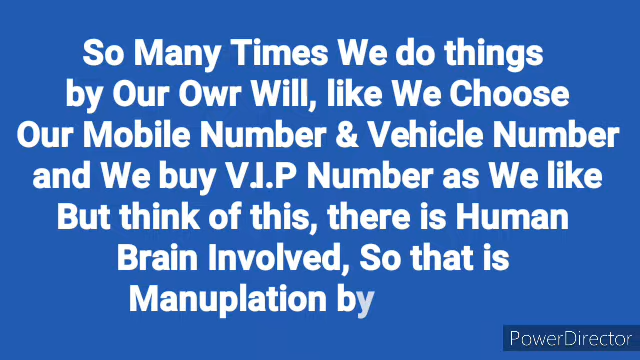 So Many Times We do things
by Our Owr Will, like We Choose
Our Mobile Number & Vehicle Number
and We buy V.I.P Number as We like
But think of this, there is Human
Brain Involved, So that is
Manuplation by
PowerDirector